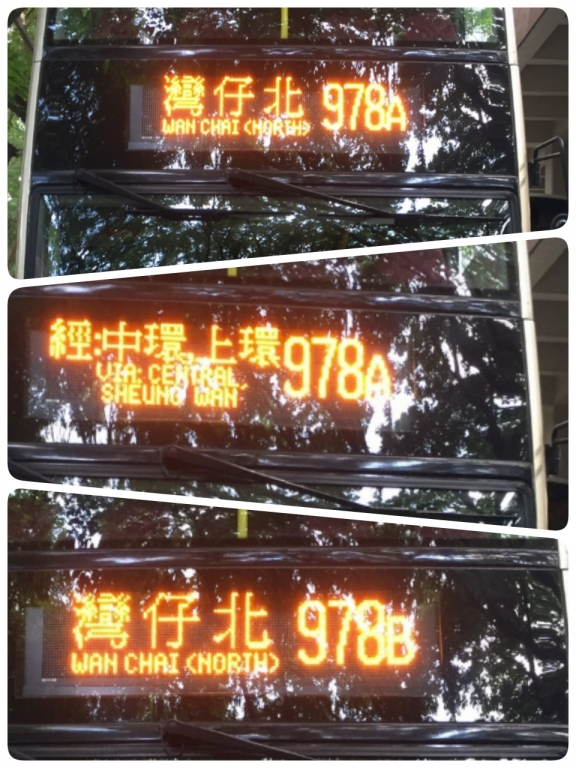 灣仔北 978A
WAN CHAI (NORTH)
經:中環,上環 978A
VIA: CENTRAL,
SHEUNG WAN
灣仔北 978B
WAN CHAI (NORTH)